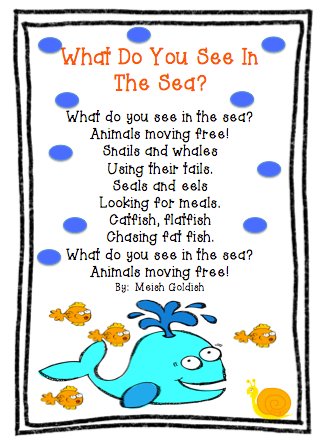 What Do You See In
The Sea?
What do you see in the sea?
Animals moving free!
Snails and whales
Using their tails.
Seals and eels
Looking for meals.
Catfish, flatfish
Chasing fat fish.
What do you see in the sea?
Animals moving free!
By: Meish Goldish